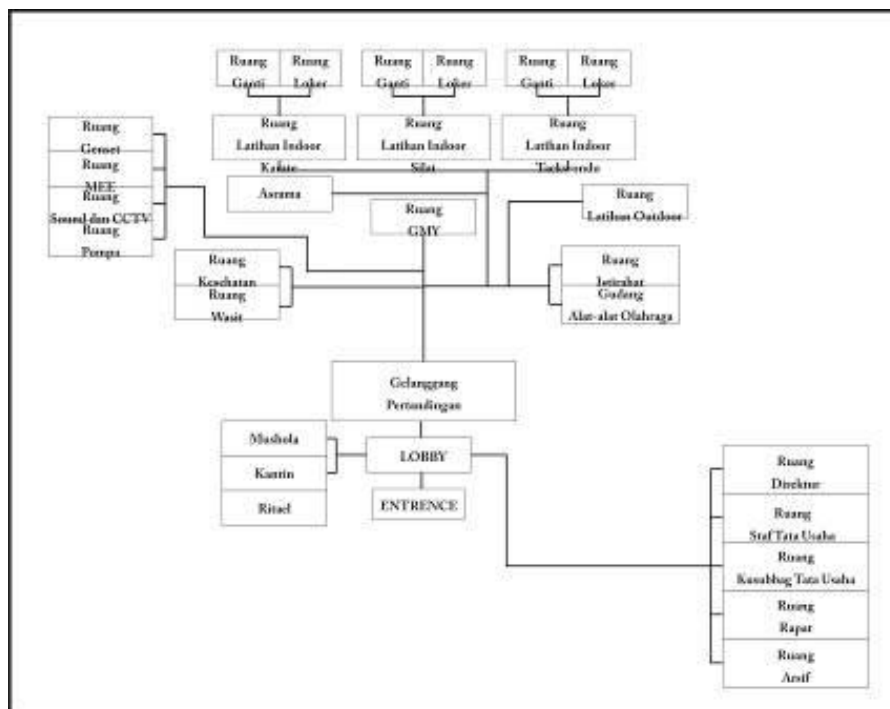 Ruang
Ganti
Ruang
Loker
Ruang
Ganti
Ruang
Loker
Ruang
Ganti
Ruang
Loker
Ruang
Latihan Indoor
Karate
Ruang
Latihan Indoor
Silat
Ruang
Latihan Indoor
Taekwondo
Ruang
Genset
Ruang
MEE
Ruang
Sound dan CCTV
Ruang
Pompa
Asrama
Ruang
GMY
Ruang
Latihan Outdoor
Ruang
Kesehatan
Ruang
Wasit
Ruang
Istirahat
Gudang
Alat-alat Olahraga
Gelanggang
Pertandingan
Mushola
Kantin
Ritael
LOBBY
ENTRENCE
Ruang
Direktur
Ruang
Staf Tata Usaha
Ruang
Kasubbag Tata Usaha
Ruang
Rapat
Ruang
Arsif